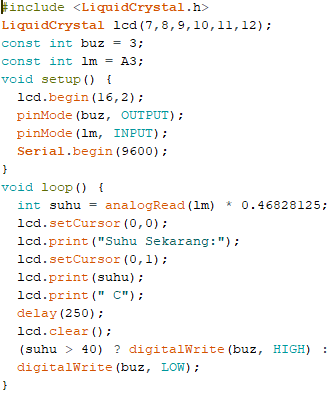 #include <LiquidCrystal.h>
LiquidCrystal lcd(7,8,9,10,11,12);
const int buz = 3;
const int lm = A3;
void setup() {
  lcd.begin(16,2);
  pinMode(buz, OUTPUT);
  pinMode(lm, INPUT);
  Serial.begin(9600);
}
void loop() {
  int suhu = analogRead(lm) * 0.46828125;
  lcd.setCursor(0,0);
  lcd.print("Suhu Sekarang:");
  lcd.setCursor(0,1);
  lcd.print(suhu);
  lcd.print(" C");
  delay(250);
  lcd.clear();
  (suhu > 40) ? digitalWrite(buz, HIGH) :
  digitalWrite(buz, LOW);
}